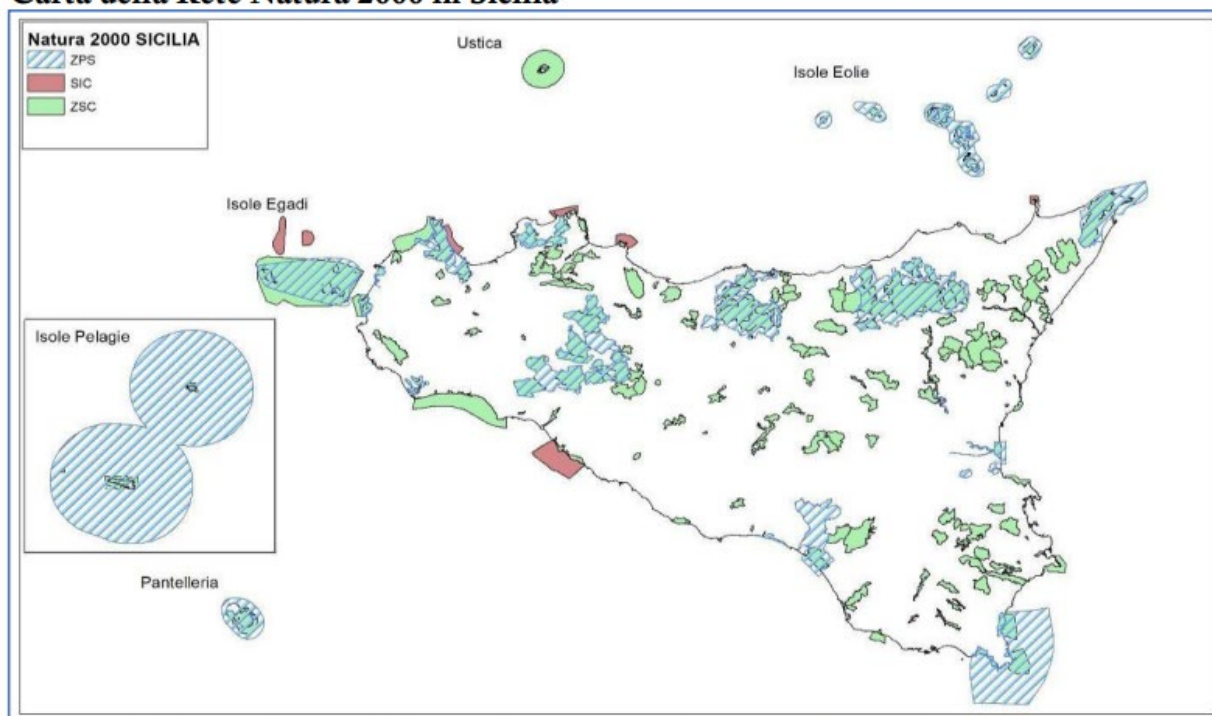 Carta della Rete Natura 2000 in Sicilia
Natura 2000 SICILIA
ZPS
SIC
ZSC
Ustica
Isole Eolie
Isole Egadi
Isole Pelagie
Pantelleria